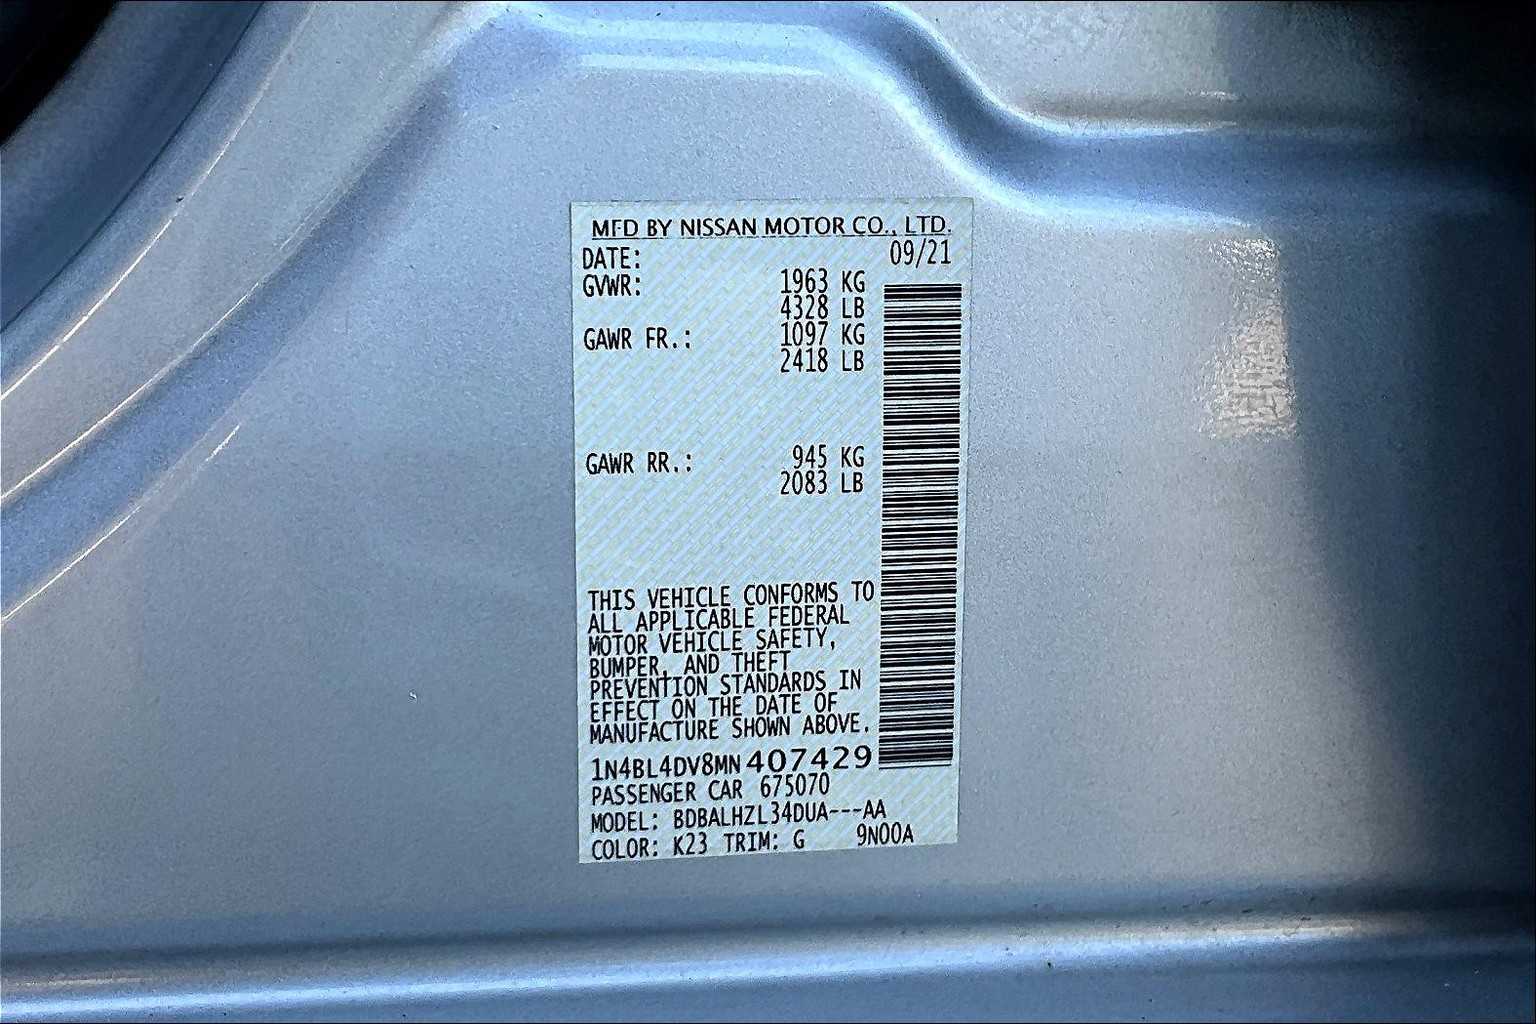 MFD BY NISSAN MOTOR CO., LTD.
DATE: 09/21
GVWR: 1963 KG
4328 LB
GAWR FR.: 1097 KG
2418 LB
GAWR RR.: 945 KG
2083 LB
THIS VEHICLE CONFORMS TO
ALL APPLICABLE FEDERAL
MOTOR VEHICLE SAFETY,
BUMPER, AND THEFT
PREVENTION STANDARDS IN
EFFECT ON THE DATE OF
MANUFACTURE SHOWN ABOVE.
1N4BL4DV8MN407429
PASSENGER CAR 675070
MODEL: BDBALHZL34DUA---AA
COLOR: K23 TRIM: G 9N00A